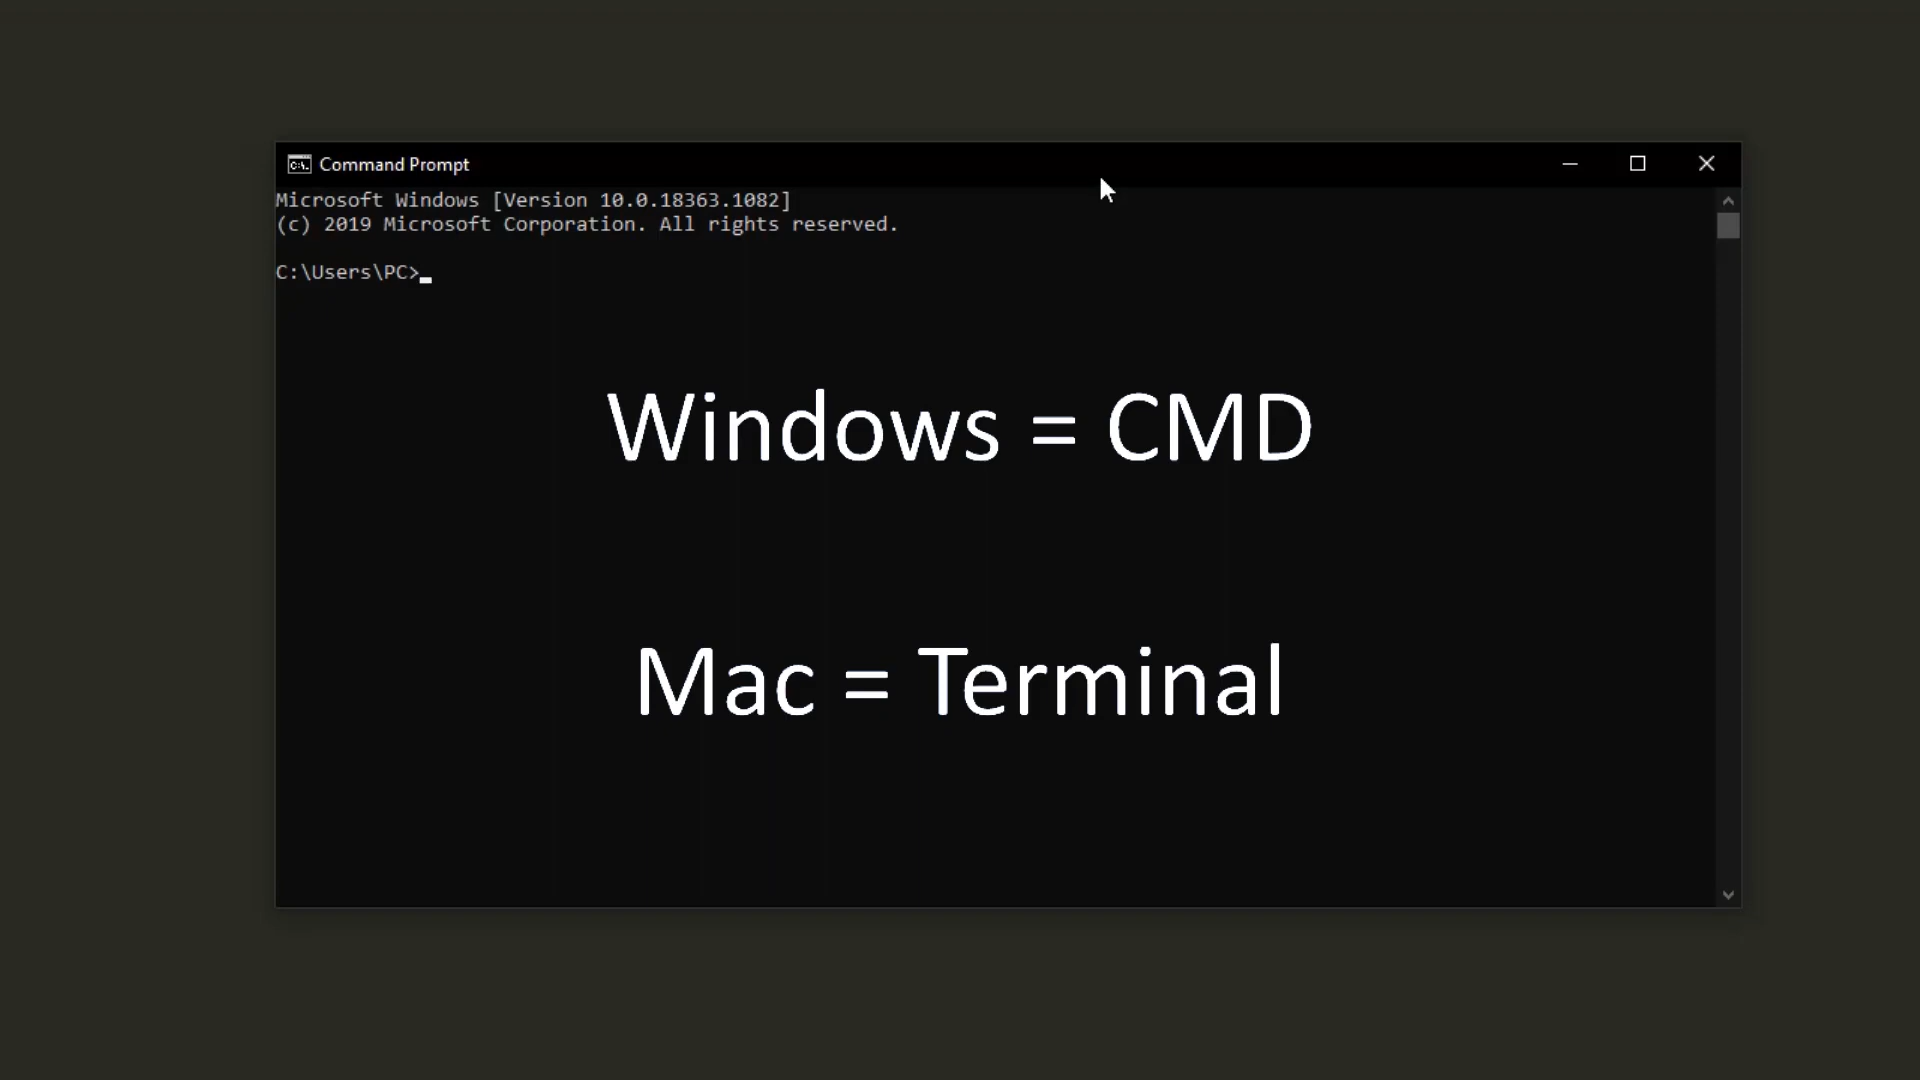 Command Prompt
Microsoft Windows [Version 10.0.18363.1082]
(c) 2019 Microsoft Corporation. All rights reserved.
C:\Users\PC>_
Windows = CMD
Mac = Terminal